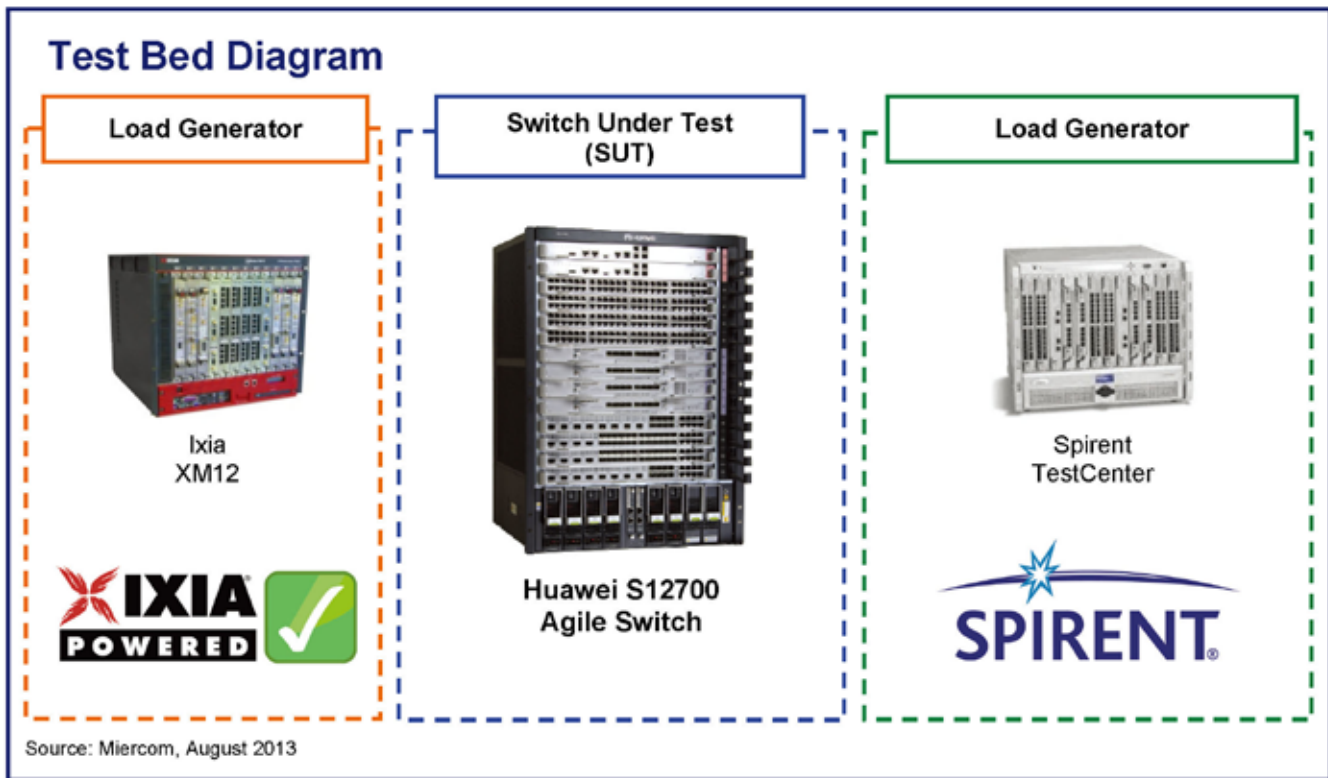 Test Bed Diagram
Load Generator
Switch Under Test
(SUT)
Load Generator
IXIA
Ixia
XM12
Spirent
TestCenter
IXIA®
POWERED
Huawei S12700
Agile Switch
SPIRENT®
Source: Miercom, August 2013